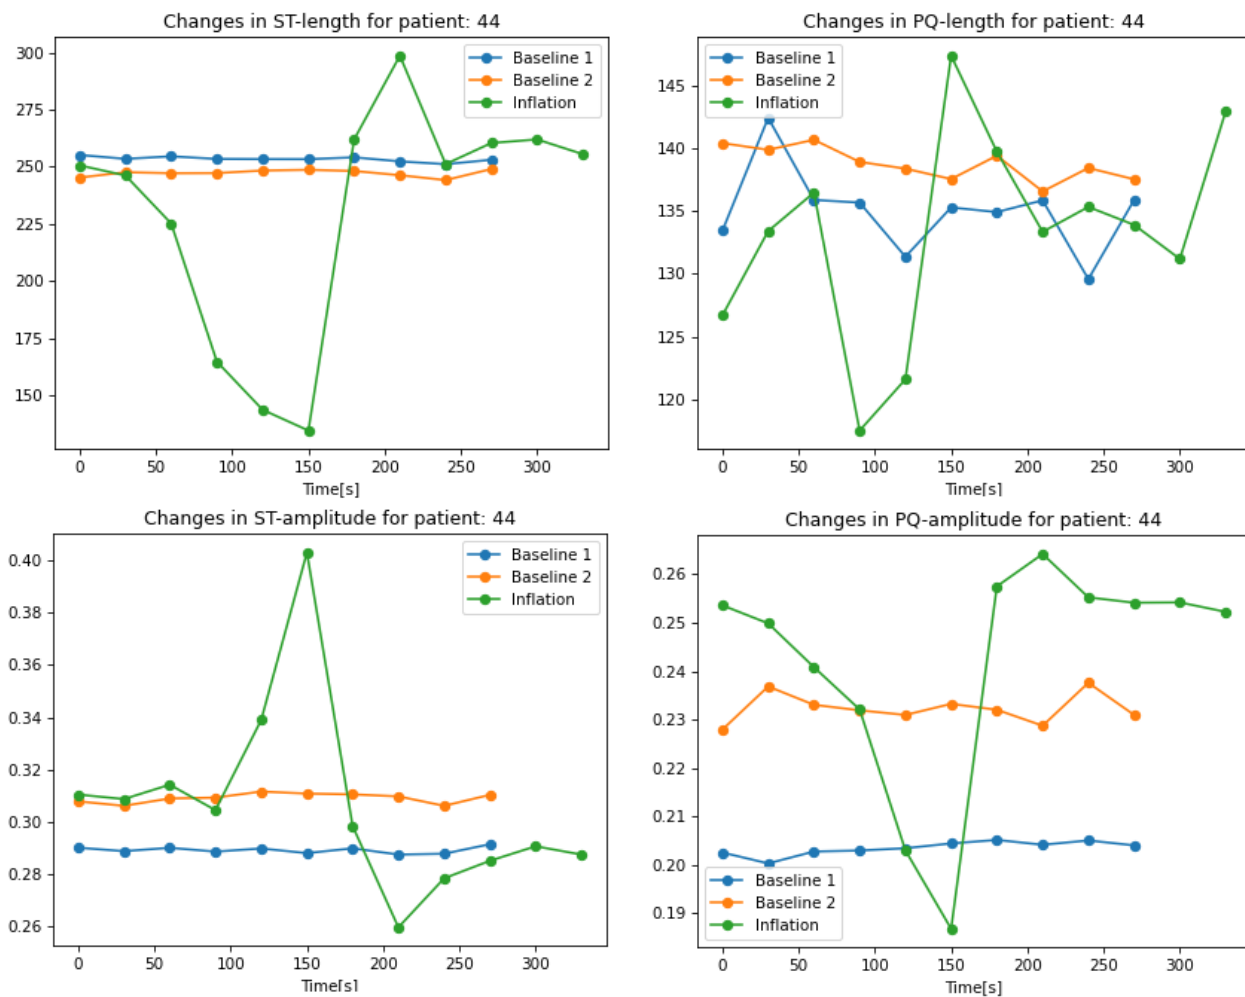 Changes in ST-length for patient: 44
300
275
250
225
200
175
150
Baseline 1
Baseline 2
Inflation
0 50 100 150 200 250 300
Time[s]
Changes in PQ-length for patient: 44
145
140
135
130
125
120
Baseline 1
Baseline 2
Inflation
0 50 100 150 200 250 300
Time[s]
Changes in ST-amplitude for patient: 44
0.40
0.38
0.36
0.34
0.32
0.30
0.28
0.26
Baseline 1
Baseline 2
Inflation
0 50 100 150 200 250 300
Time[s]
Changes in PQ-amplitude for patient: 44
0.26
0.25
0.24
0.23
0.22
0.21
0.20
0.19
Baseline 1
Baseline 2
Inflation
0 50 100 150 200 250 300
Time[s]